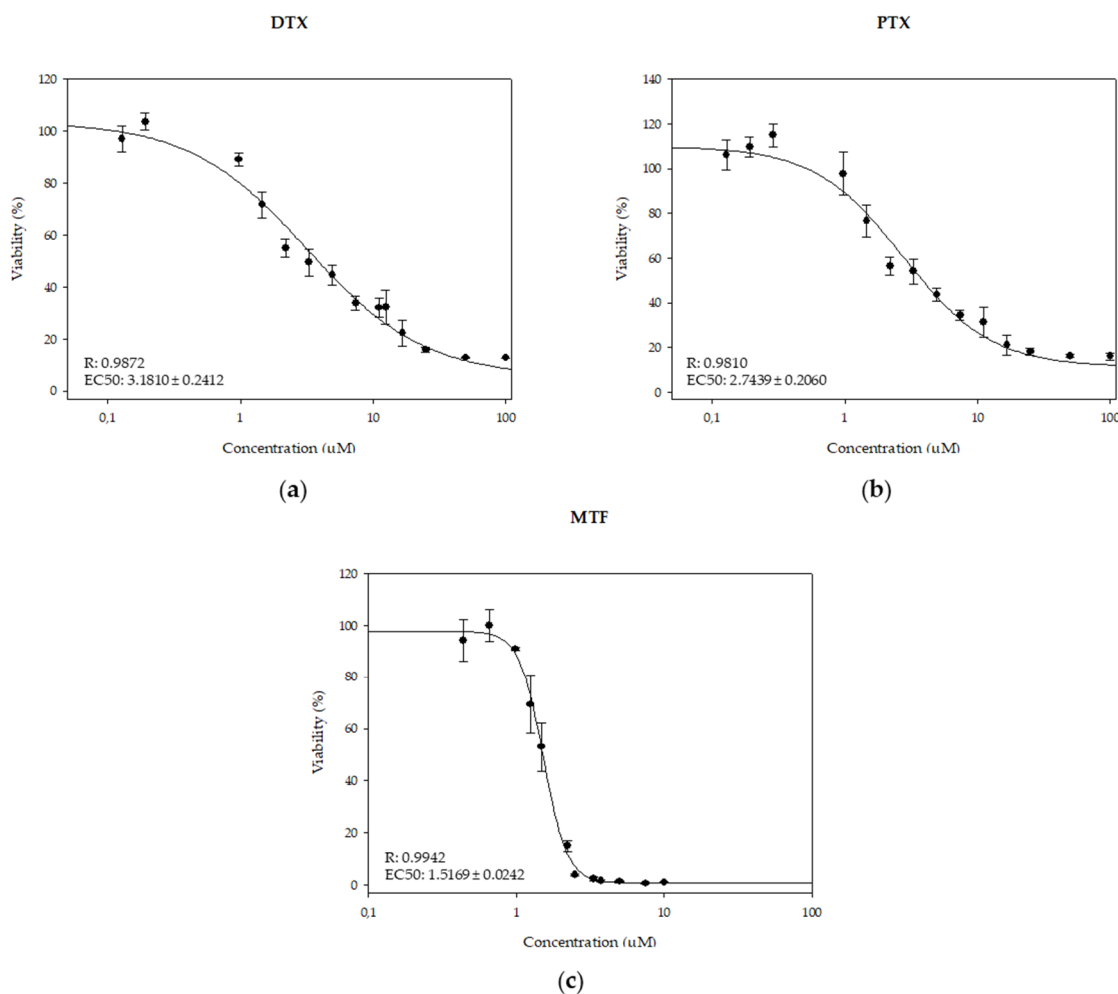 DTX
120
100
80
60
40
20
0
Viability (%)
R: 0.9872
EC50: 3.1810 ± 0.2412
0,1
1
10
100
Concentration (uM)
(a)
PTX
140
120
100
80
60
40
20
0
Viability (%)
R: 0.9810
EC50: 2.7439 ± 0.2060
0,1
1
10
100
Concentration (uM)
(b)
MTF
120
100
80
60
40
20
0
Viability (%)
R: 0.9942
EC50: 1.5169 ± 0.0242
0,1
1
10
100
Concentration (uM)
(c)